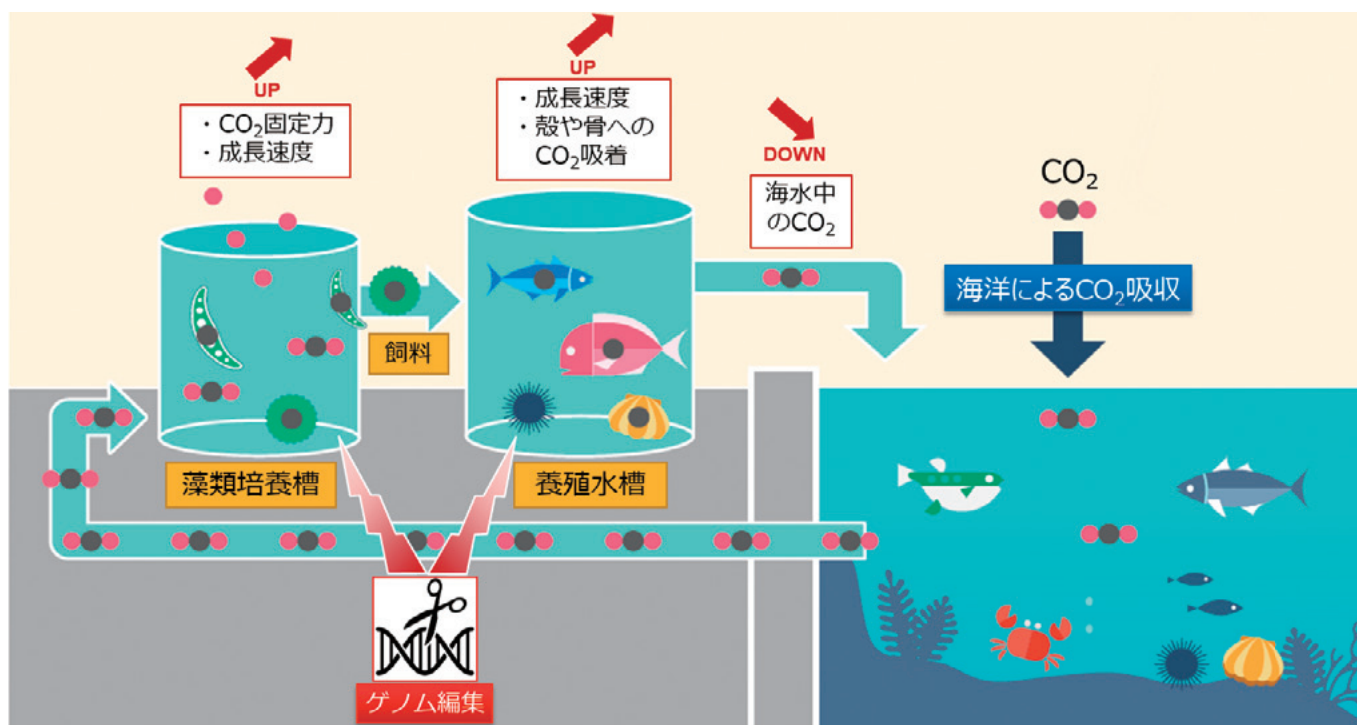 UP
・CO₂固定力
・成長速度
UP
・成長速度
・殻や骨への
CO₂吸着
DOWN
海水中
のCO₂
CO₂
海洋によるCO₂吸収
飼料
藻類培養槽
養殖水槽
ゲノム編集